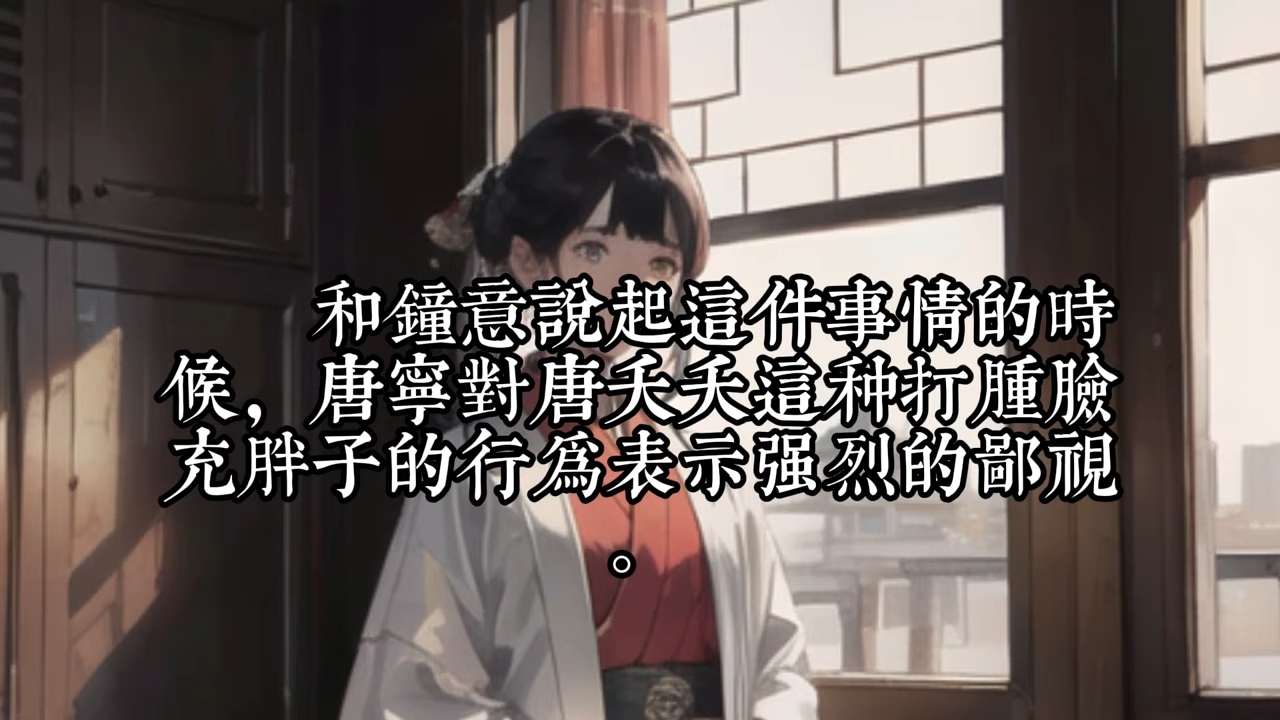 和鐘意說起這件事情的時
候，唐寧對唐夭夭這种打腫臉
充胖子的行爲表示强烈的鄙視
。